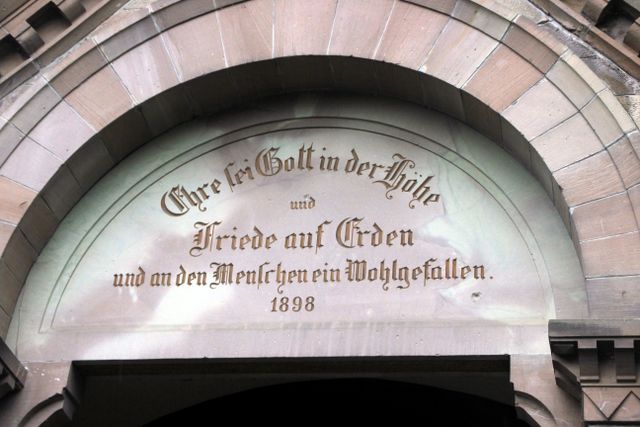 Ehre sei Gott in der Höhe
und
Friede auf Erden
und an den Menschen ein Wohlgefallen.
1898